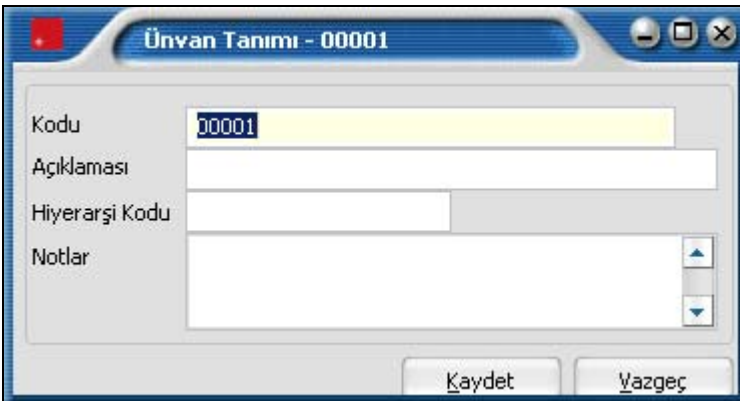 Ünvan Tanımı - 00001
Kodu 00001
Açıklaması
Hiyerarşi Kodu
Notlar
Kaydet Vazgeç